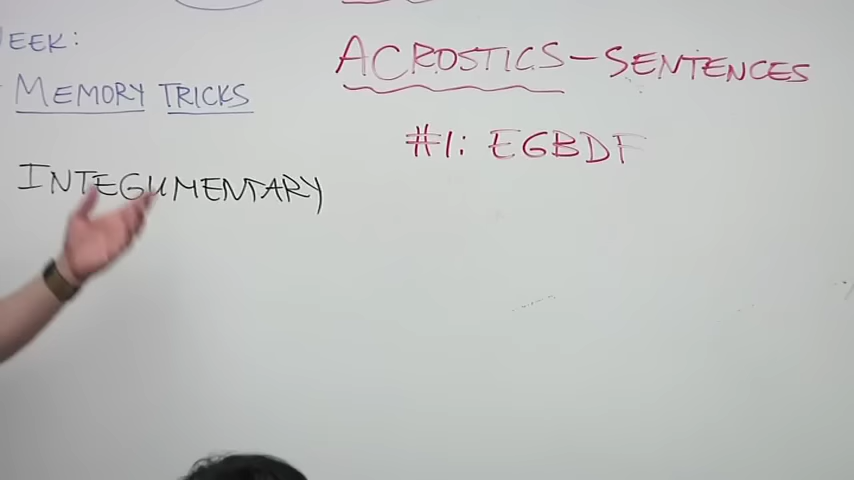 EEK:
MEMORY TRICKS
INTEGUMENTARY
ACROSTICS-SENTENCES
#1: EGBDF